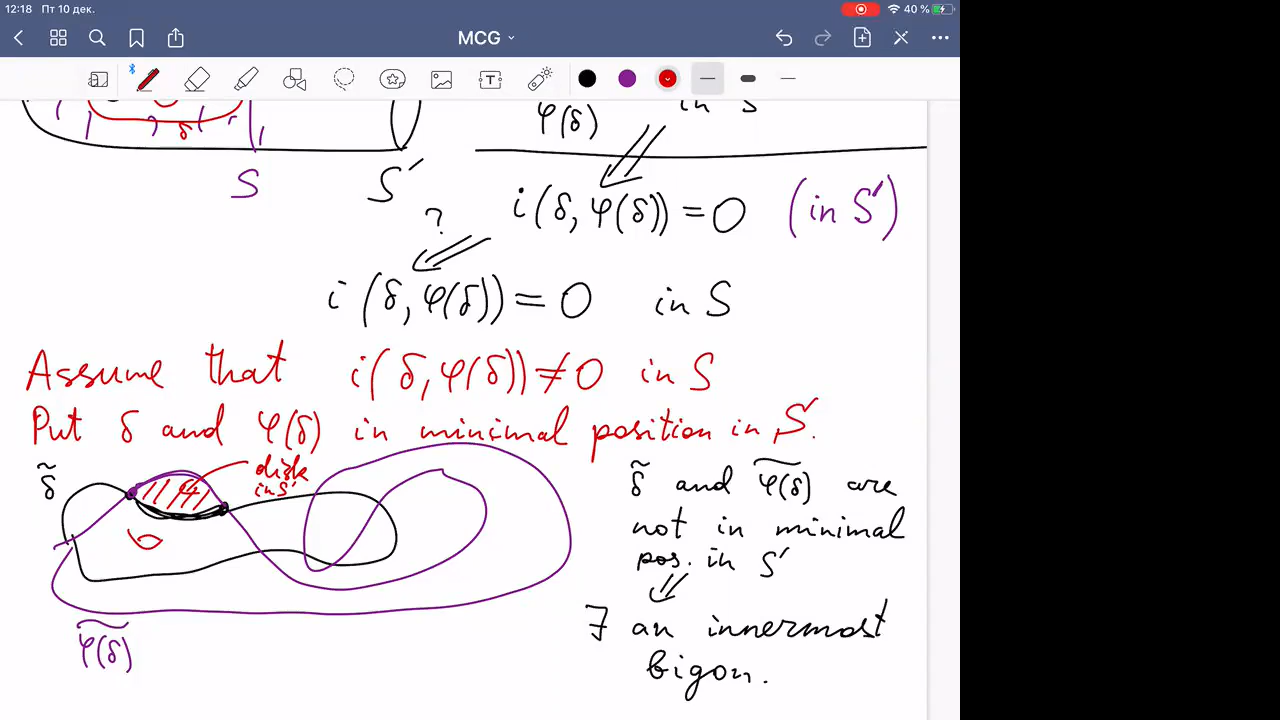 12:18 Пт 10 дек.
40 %
MCG
T
δ
φ(δ)
in S
S
S′
i(δ, φ(δ)) = 0 (in S′)
?
i(δ, φ(δ)) = 0 in S
Assume that i(δ, φ(δ)) ≠ 0 in S
Put δ and φ(δ) in minimal position in S′.
δ̃
disk
in S′
δ̃ and φ(δ)~ are
not in minimal
pos. in S′
∃ an innermost
bigon.
φ(δ)~